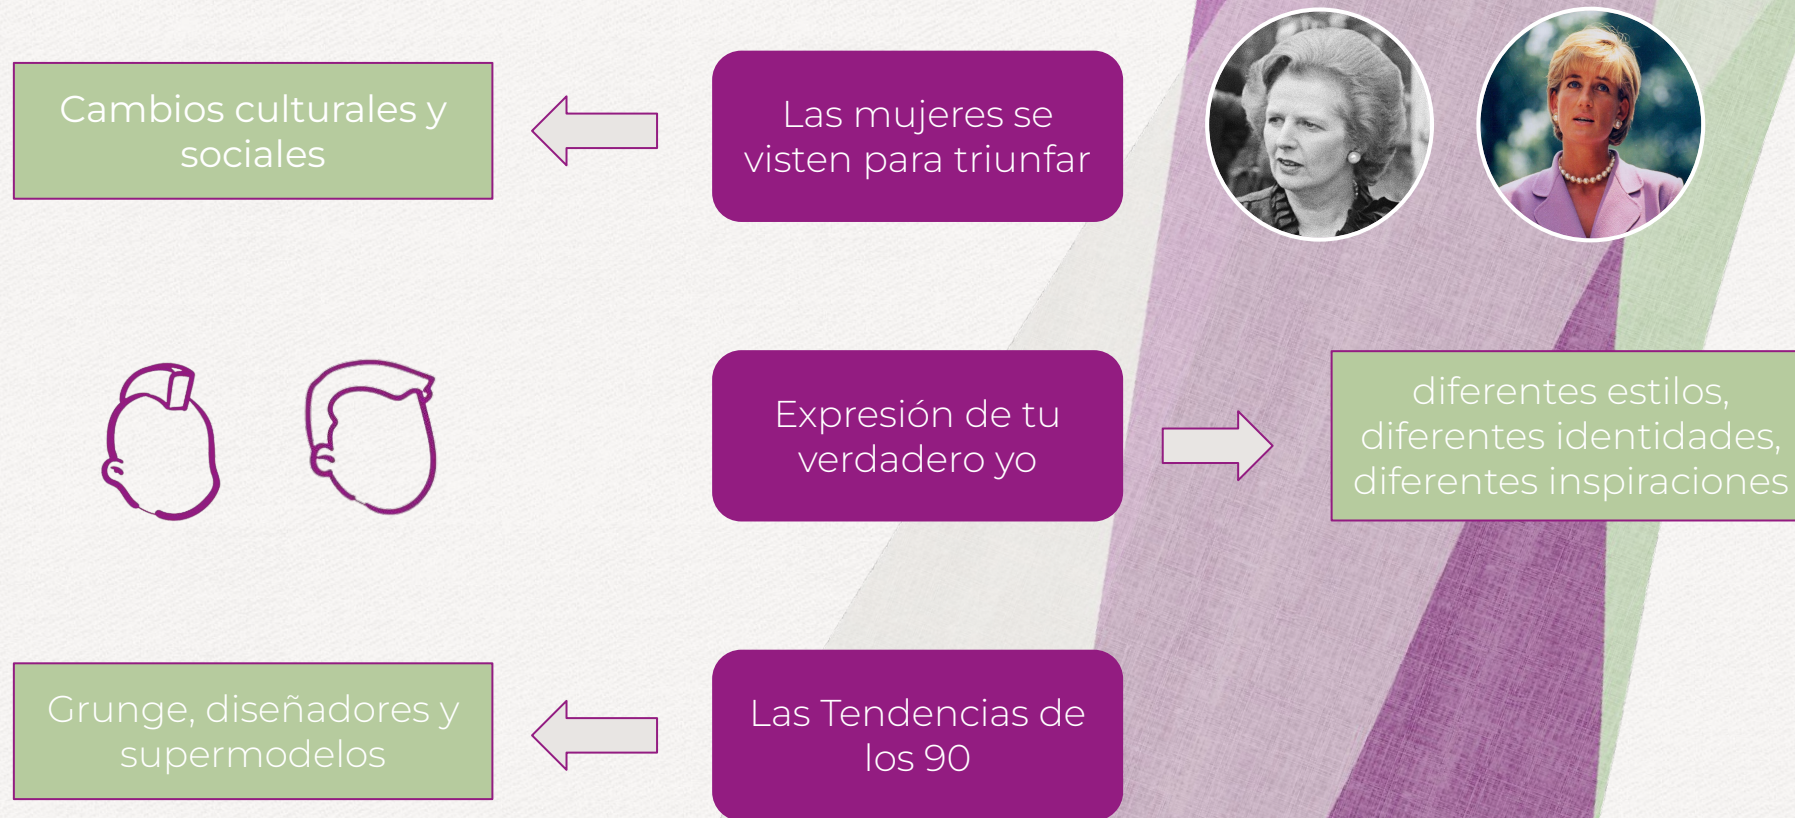 Cambios culturales y
sociales
Las mujeres se
visten para triunfar
Expresión de tu
verdadero yo
diferentes estilos,
diferentes identidades,
diferentes inspiraciones
Grunge, diseñadores y
supermodelos
Las Tendencias de
los 90